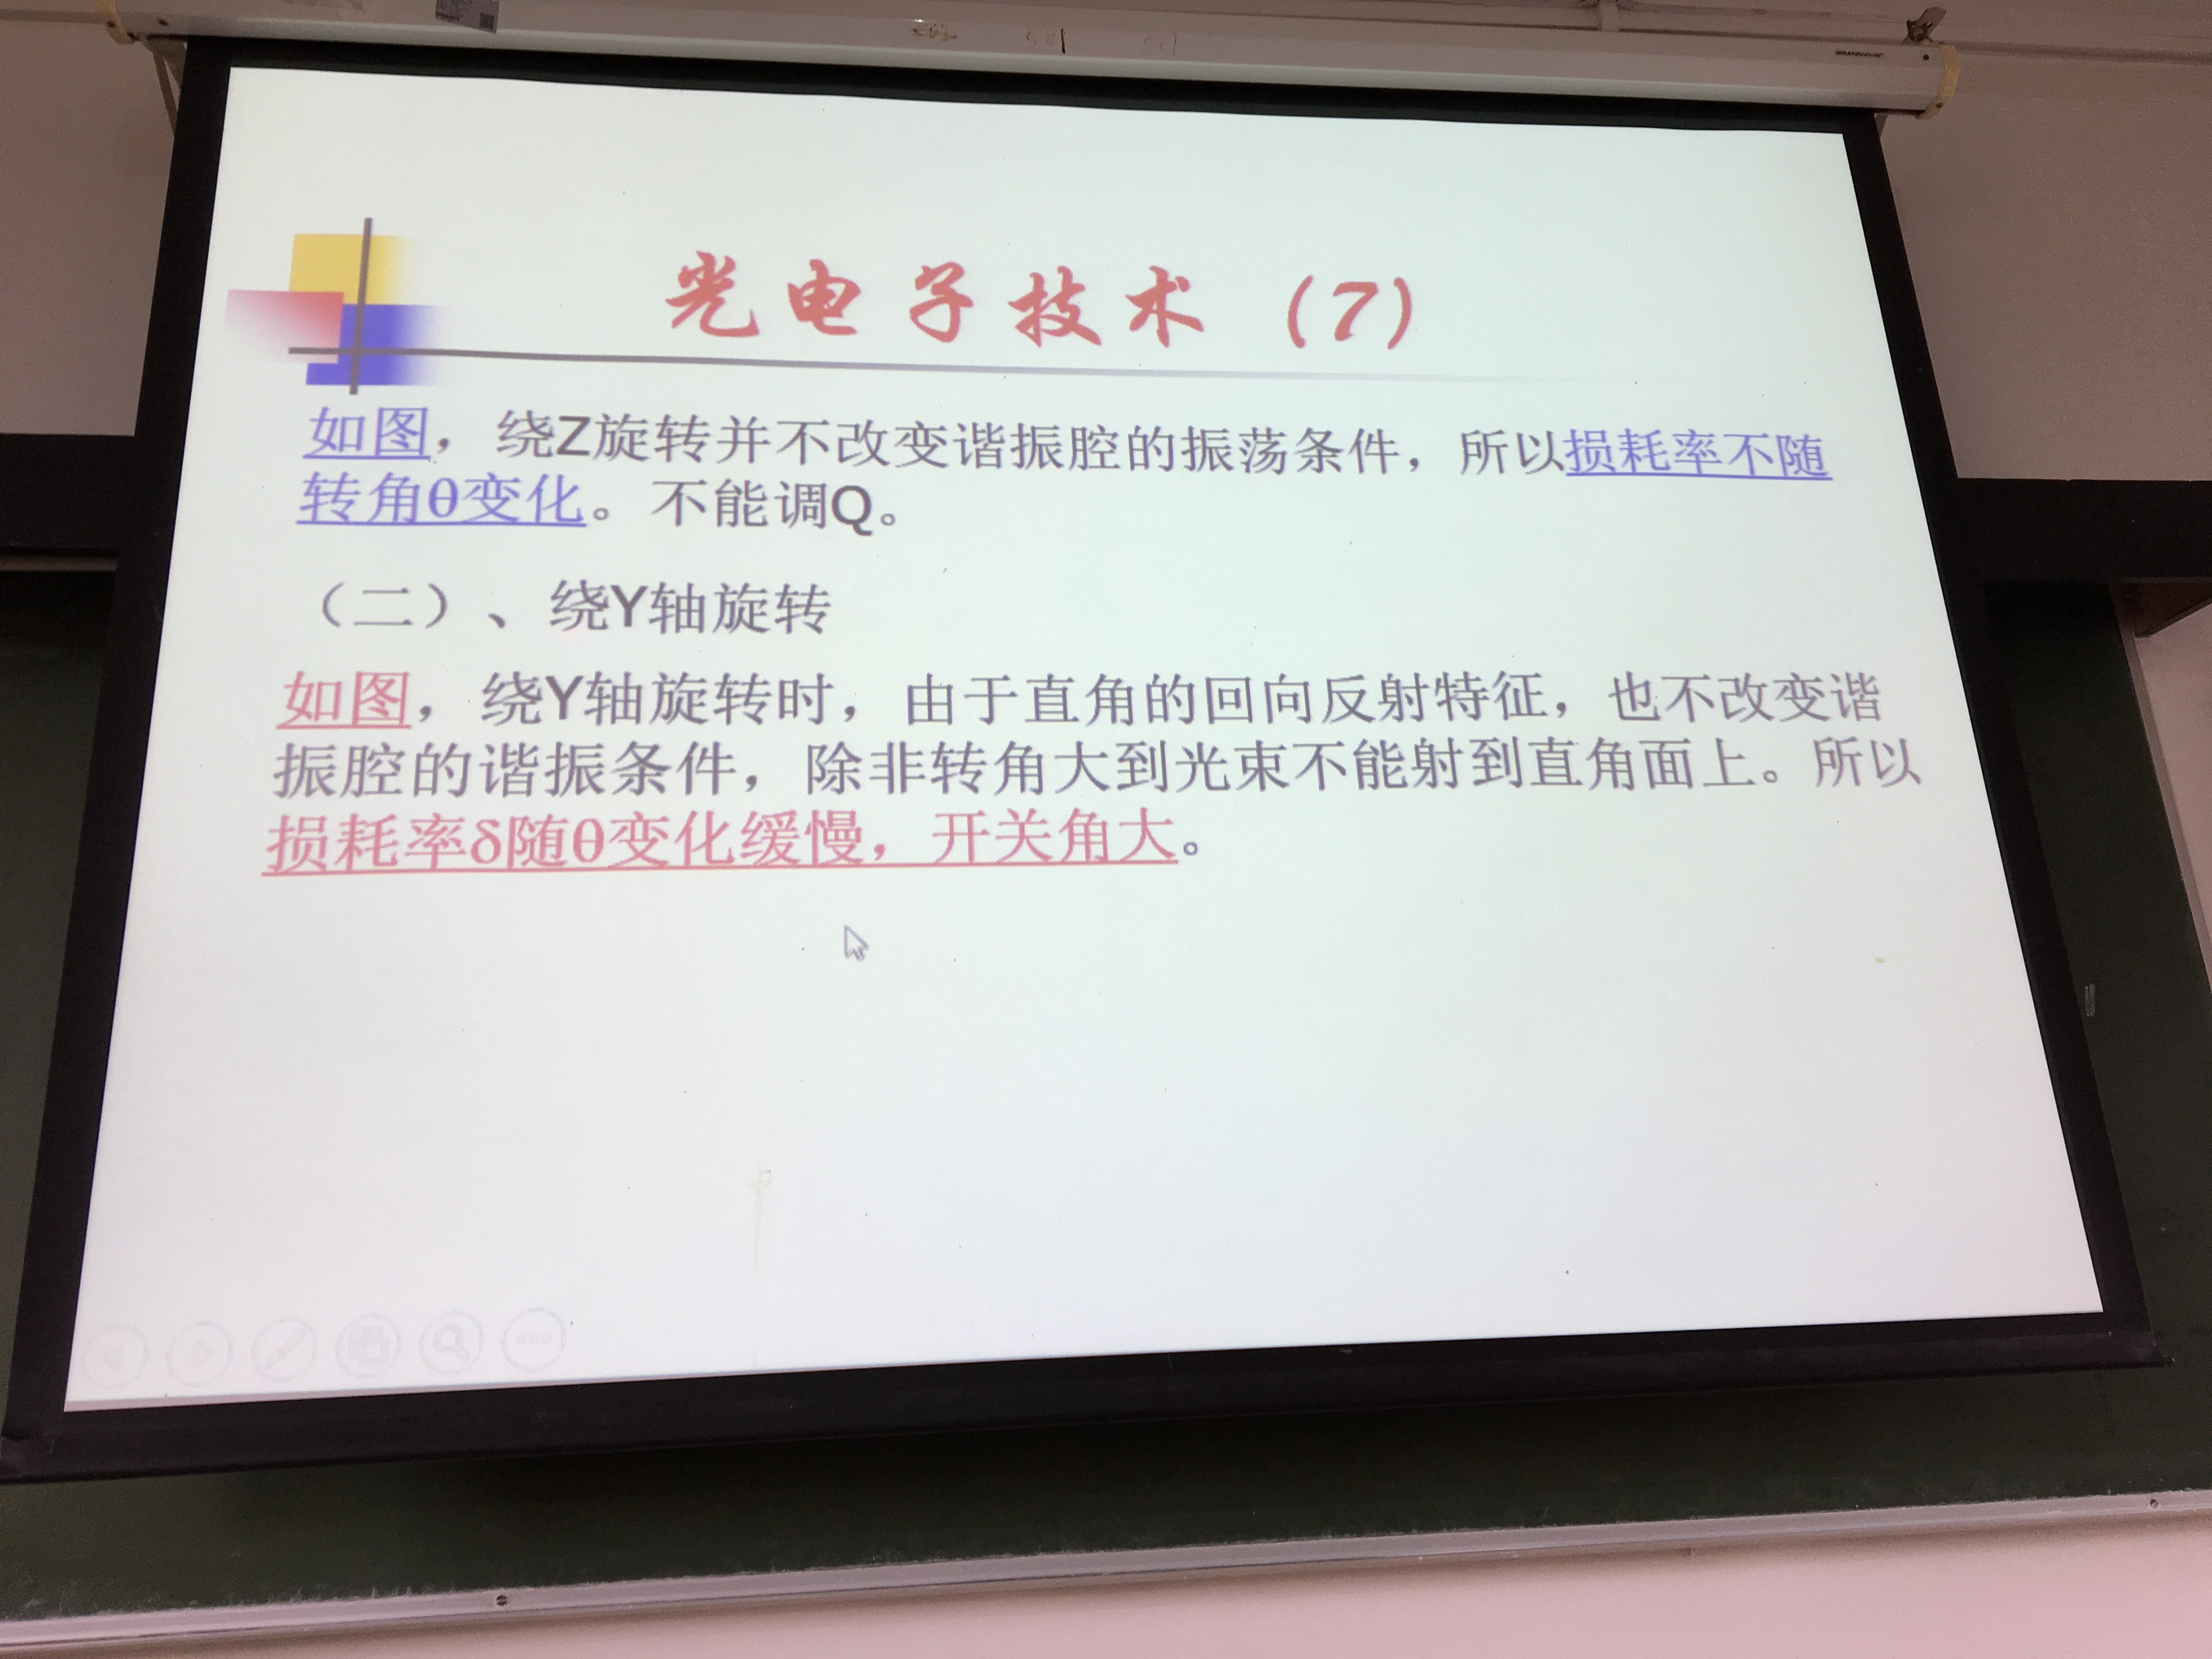 光电子技术（7）
如图，绕Z旋转并不改变谐振腔的振荡条件，所以损耗率不随
转角θ变化。不能调Q。
（二）、绕Y轴旋转
如图，绕Y轴旋转时，由于直角的回向反射特征，也不改变谐
振腔的谐振条件，除非转角大到光束不能射到直角面上。所以
损耗率δ随θ变化缓慢，开关角大。